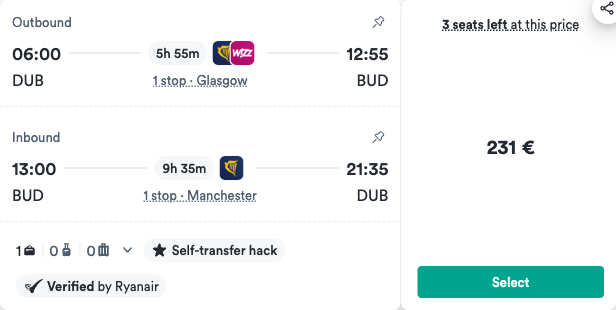 Outbound
06:00 5h 55m W!ZZ 12:55
DUB 1 stop · Glasgow BUD
Inbound
13:00 9h 35m 21:35
BUD 1 stop · Manchester DUB
1 0 0 Self-transfer hack
Verified by Ryanair
3 seats left at this price
231 €
Select